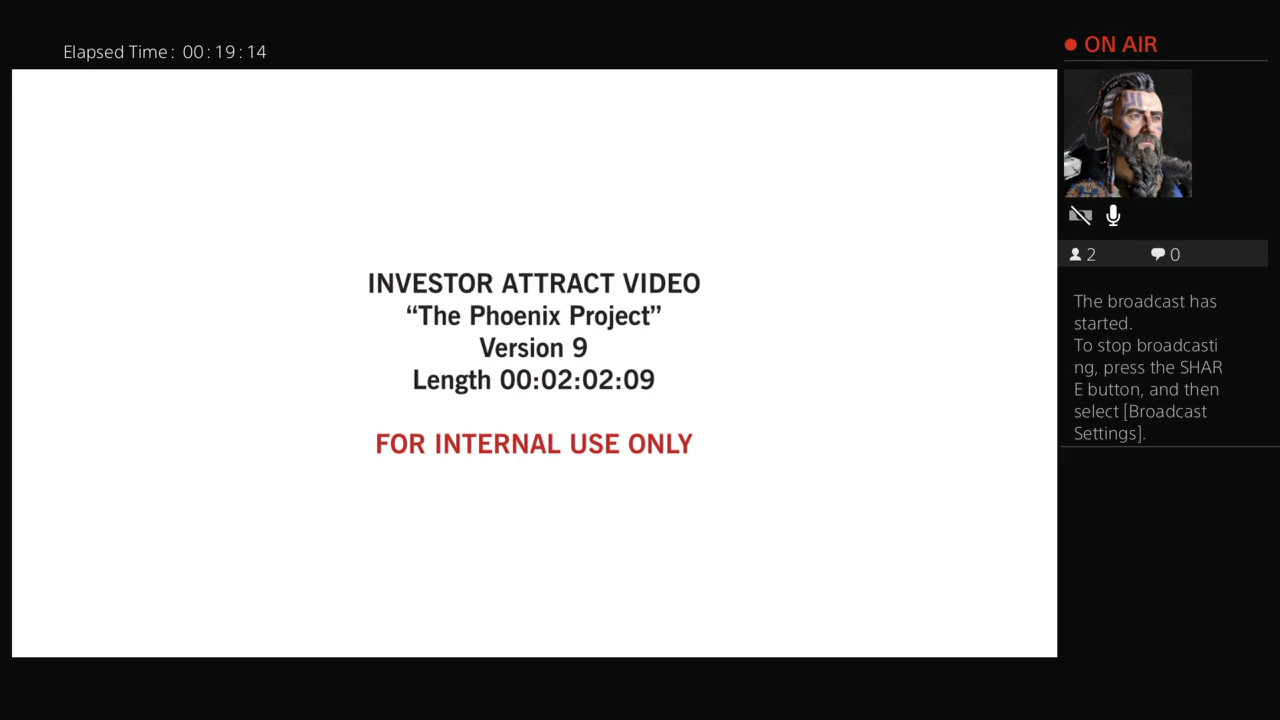 Elapsed Time: 00:19:14
ON AIR
INVESTOR ATTRACT VIDEO
“The Phoenix Project”
Version 9
Length 00:02:02:09
FOR INTERNAL USE ONLY
2
0
The broadcast has
started.
To stop broadcasti
ng, press the SHAR
E button, and then
select [Broadcast
Settings].